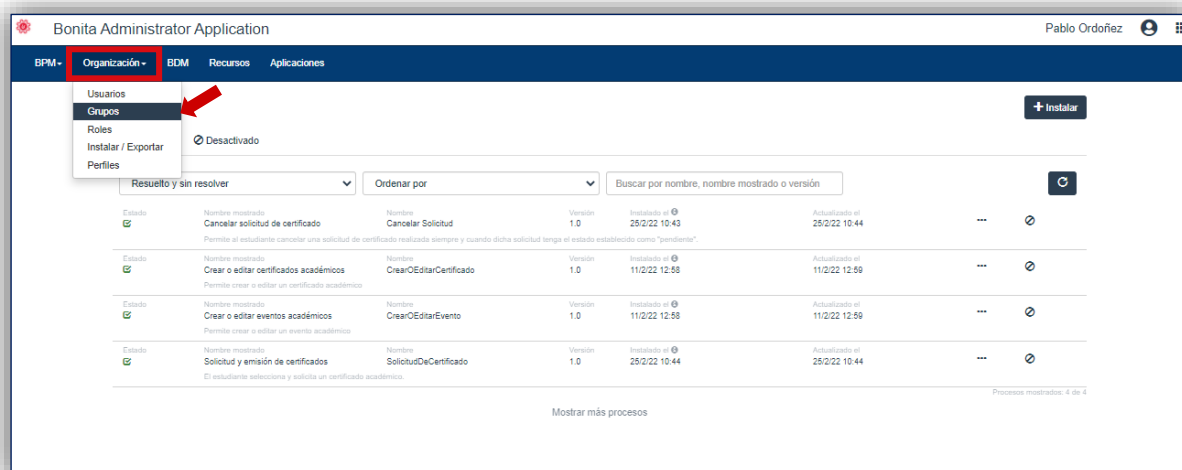 Bonita Administrator Application
Pablo Ordoñez
BPM
Organización
BDM
Recursos
Aplicaciones
Usuarios
Grupos
Roles
Instalar / Exportar
Perfiles
+ Instalar
Desactivado
Resuelto y sin resolver
Ordenar por
Buscar por nombre, nombre mostrado o versión
Estado Nombre mostrado Nombre Versión Instalado el Actualizado el
Cancelar solicitud de certificado Cancelar Solicitud 1.0 25/2/22 10:43 25/2/22 10:44 ...
Permite al estudiante cancelar una solicitud de certificado realizada siempre y cuando dicha solicitud tenga el estado establecido como "pendiente".
Estado Nombre mostrado Nombre Versión Instalado el Actualizado el
Crear o editar certificados académicos CrearOEditarCertificado 1.0 11/2/22 12:58 11/2/22 12:59 ...
Permite crear o editar un certificado académico
Estado Nombre mostrado Nombre Versión Instalado el Actualizado el
Crear o editar eventos académicos CrearOEditarEvento 1.0 11/2/22 12:58 11/2/22 12:59 ...
Permite crear o editar un evento académico
Estado Nombre mostrado Nombre Versión Instalado el Actualizado el
Solicitud y emisión de certificados SolicitudDeCertificado 1.0 25/2/22 10:44 25/2/22 10:44 ...
El estudiante selecciona y solicita un certificado académico.
Procesos mostrados: 4 de 4
Mostrar más procesos